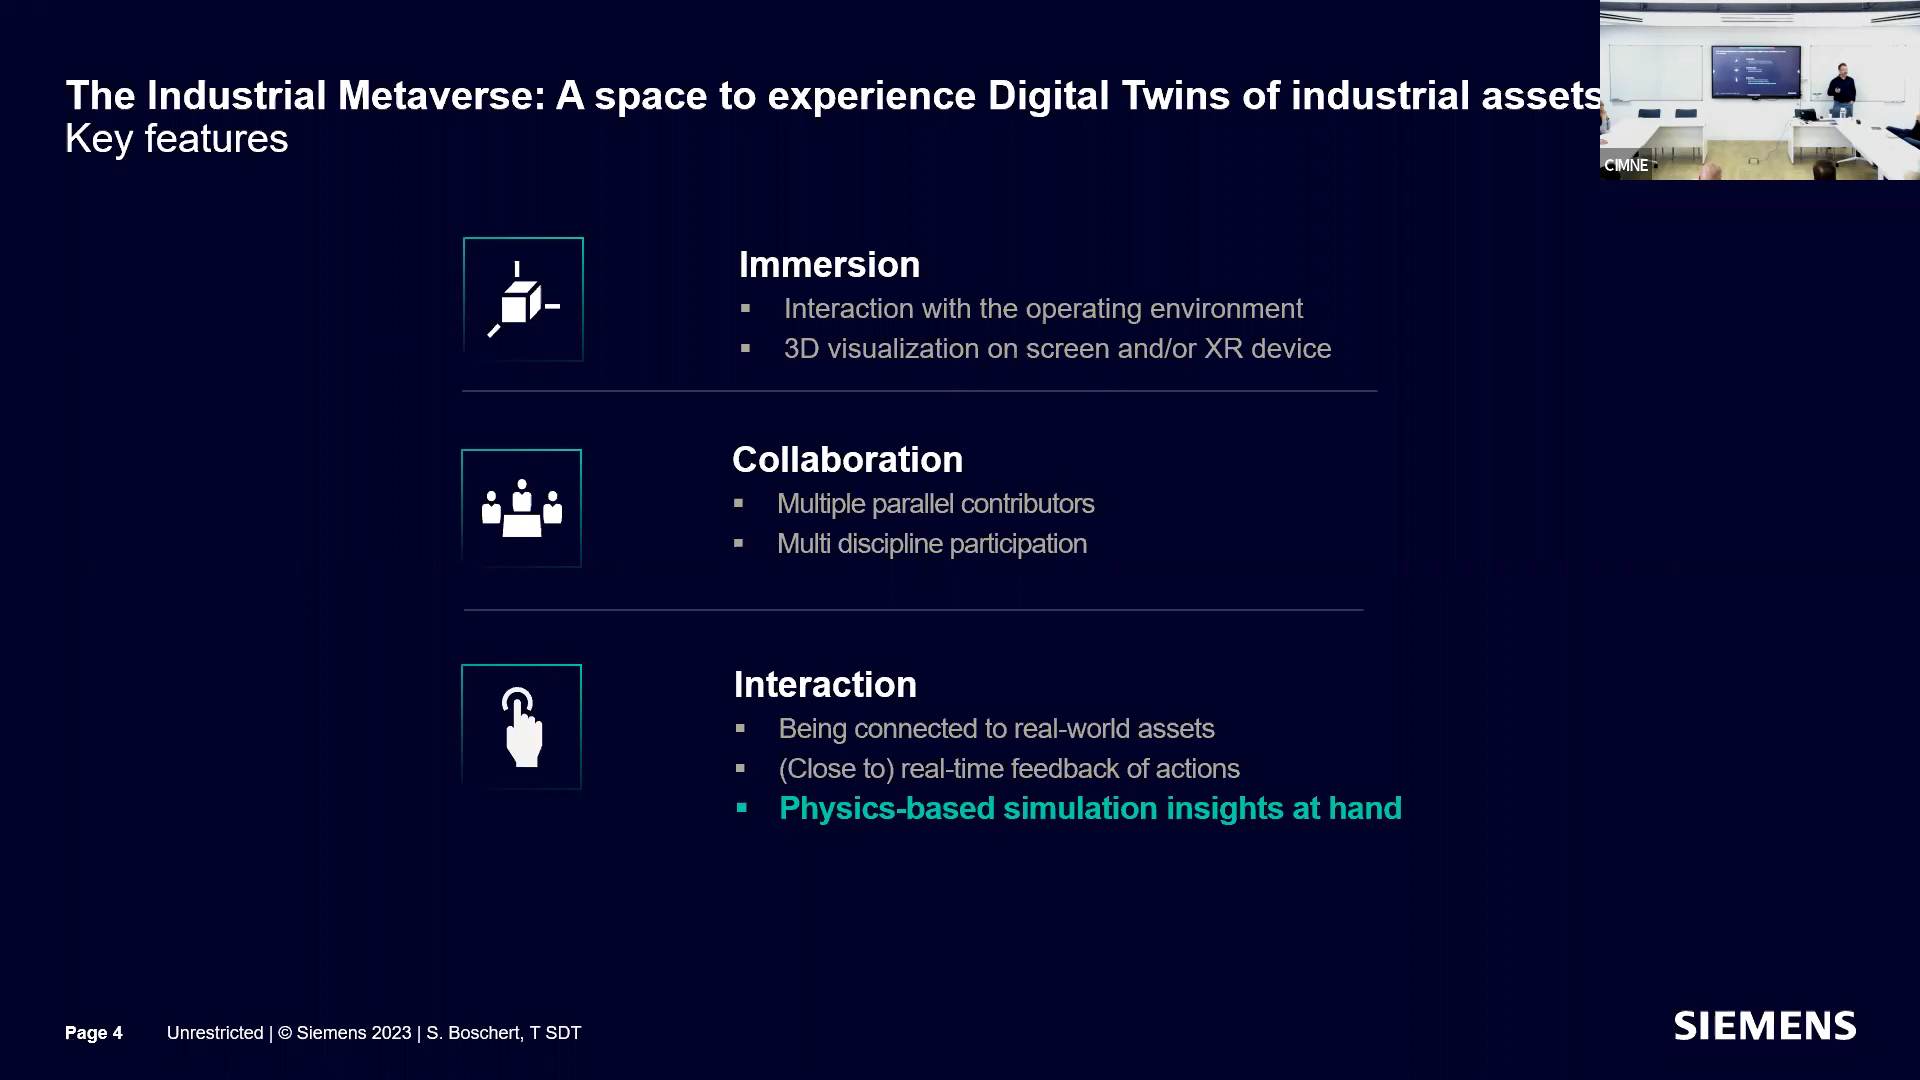 The Industrial Metaverse: A space to experience Digital Twins of industrial assets
Key features
CIMNE
Immersion
▪ Interaction with the operating environment
▪ 3D visualization on screen and/or XR device
Collaboration
▪ Multiple parallel contributors
▪ Multi discipline participation
Interaction
▪ Being connected to real-world assets
▪ (Close to) real-time feedback of actions
▪ Physics-based simulation insights at hand
Page 4 Unrestricted | © Siemens 2023 | S. Boschert, T SDT
SIEMENS